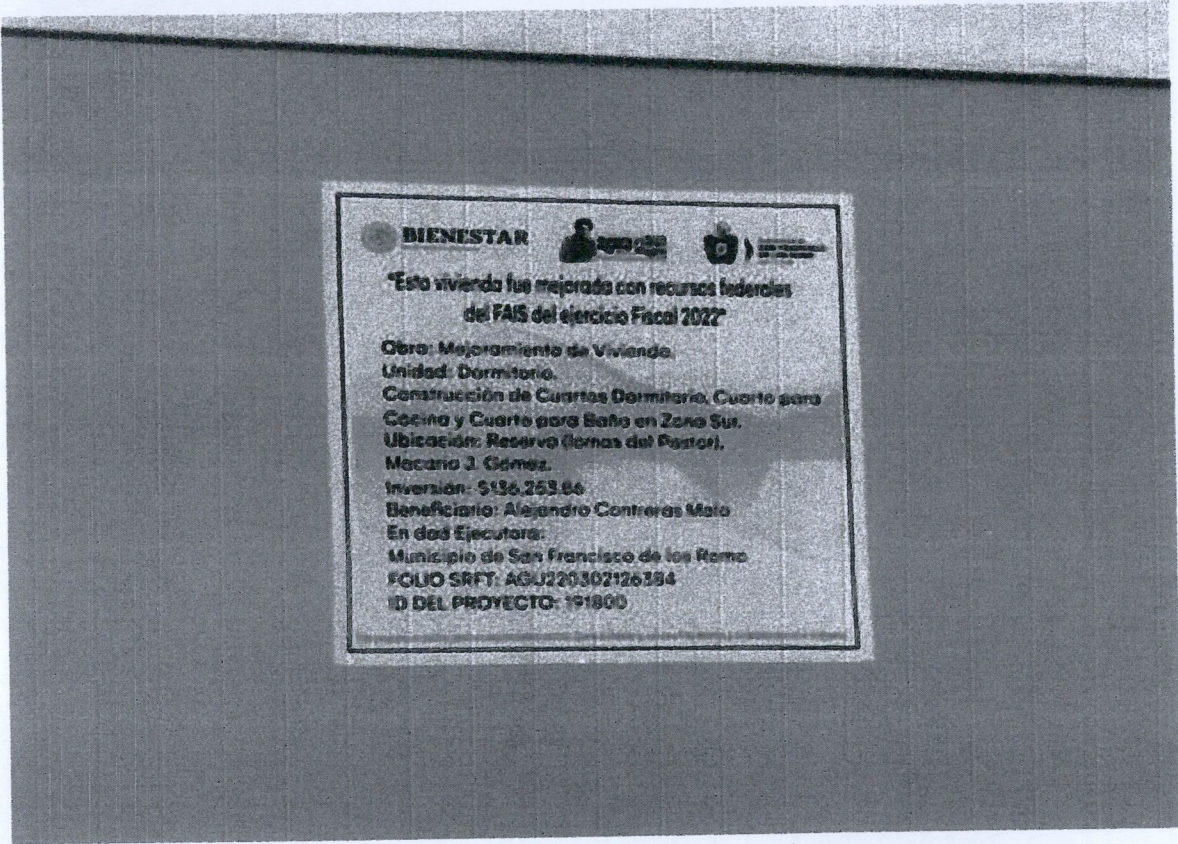 BIENESTAR
"Esta vivienda fue mejorada con recursos federales
del FAIS del ejercicio Fiscal 2022"
Obra: Mejoramiento de Vivienda.
Unidad: Dormitorio.
Construcción de Cuartos Dormitorio, Cuarto para
Cocina y Cuarto para Baño en Zona Sur.
Ubicación: Reserva (lomas del Pastor),
Macario J. Gómez.
Inversión: $136,253.86
Beneficiario: Alejandro Contreras Mata
En dad Ejecutora:
Municipio de San Francisco de los Romo
FOLIO SRFT: AGU220302126384
ID DEL PROYECTO: 191800